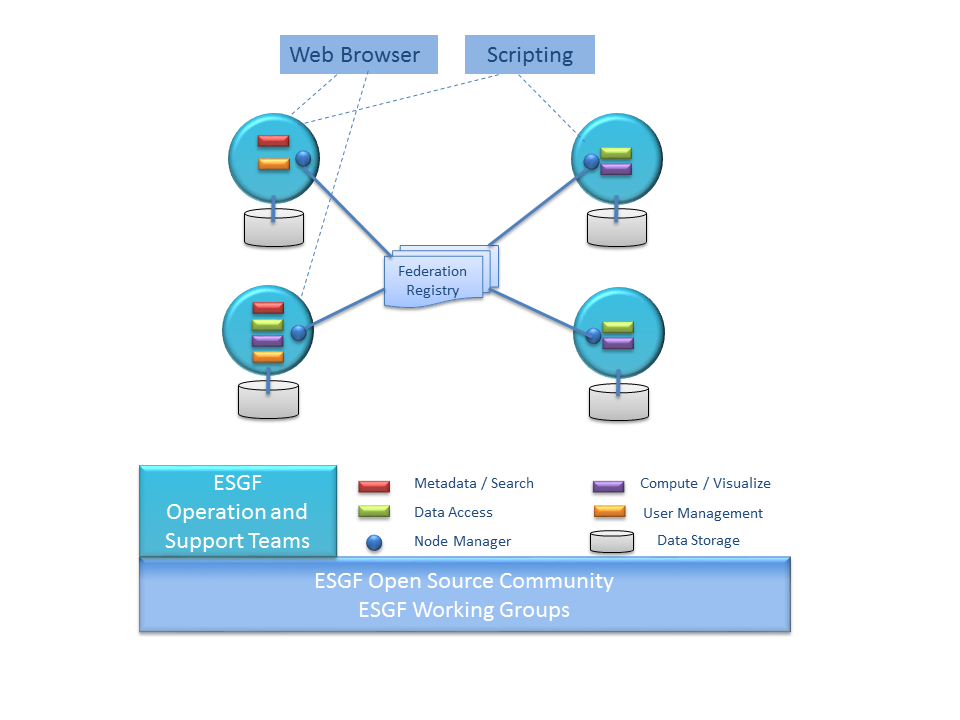 Web Browser
Scripting
Federation
Registry
ESGF
Operation and
Support Teams
Metadata / Search
Compute / Visualize
Data Access
User Management
Node Manager
Data Storage
ESGF Open Source Community
ESGF Working Groups